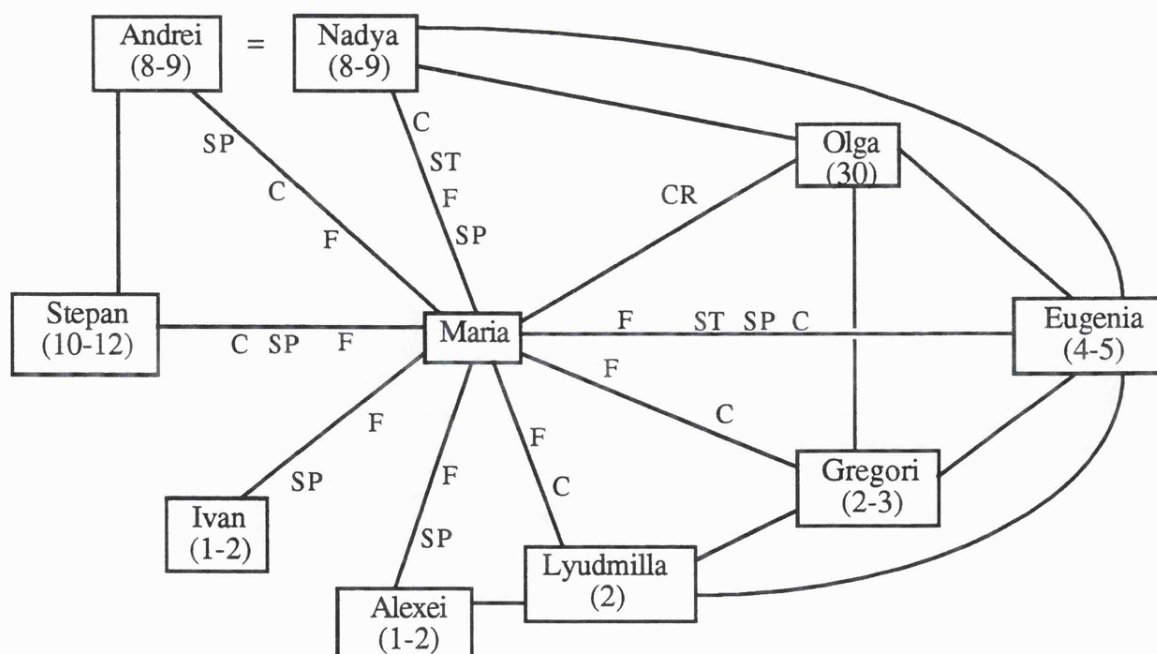 Andrei
(8-9)
=
Nadya
(8-9)
Olga
(30)
SP
C
F
C
ST
F
SP
CR
Stepan
(10-12)
C SP F
Maria
F ST SP C
Eugenia
(4-5)
F
C
F
SP
F
SP
F
C
Gregori
(2-3)
Ivan
(1-2)
Alexei
(1-2)
Lyudmilla
(2)